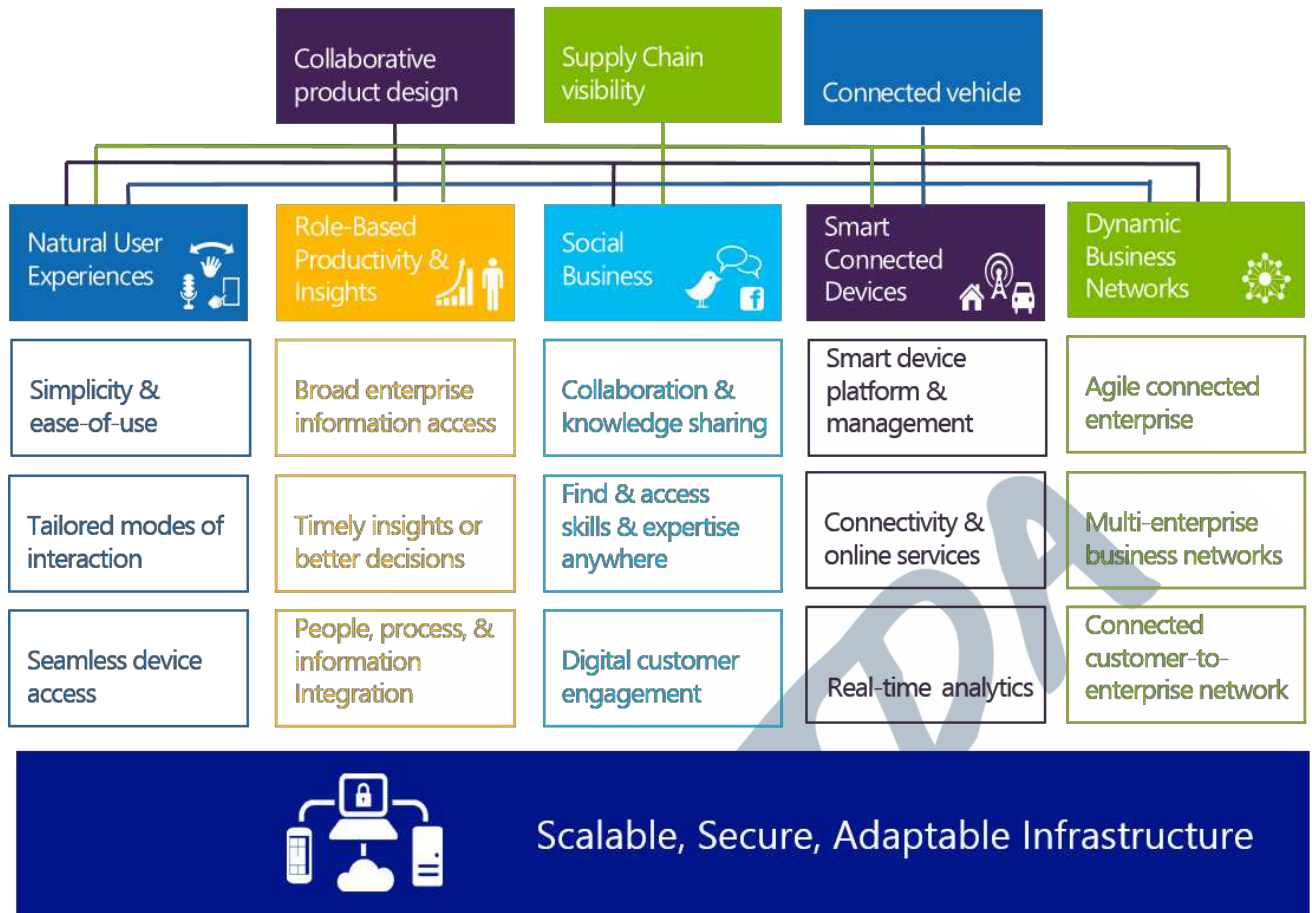 Collaborative
product design
Supply Chain
visibility
Connected vehicle
Natural User
Experiences
Role-Based
Productivity &
Insights
Social
Business
Smart
Connected
Devices
Dynamic
Business
Networks
Simplicity &
ease-of-use
Broad enterprise
information access
Collaboration &
knowledge sharing
Smart device
platform &
management
Agile connected
enterprise
Tailored modes of
interaction
Timely insights or
better decisions
Find & access
skills & expertise
anywhere
Connectivity &
online services
Multi-enterprise
business networks
Seamless device
access
People, process, &
information
Integration
Digital customer
engagement
Real-time analytics
Connected
customer-to-
enterprise network
Scalable, Secure, Adaptable Infrastructure